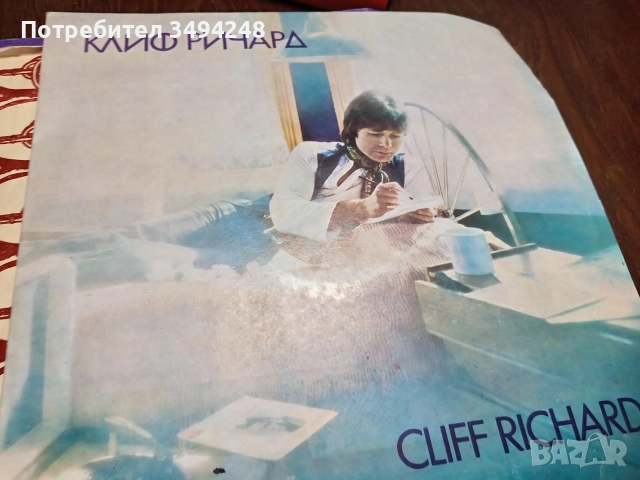 Потребител 3494248
КЛИФ РИЧАРД
CLIFF RICHARD
BAZAR